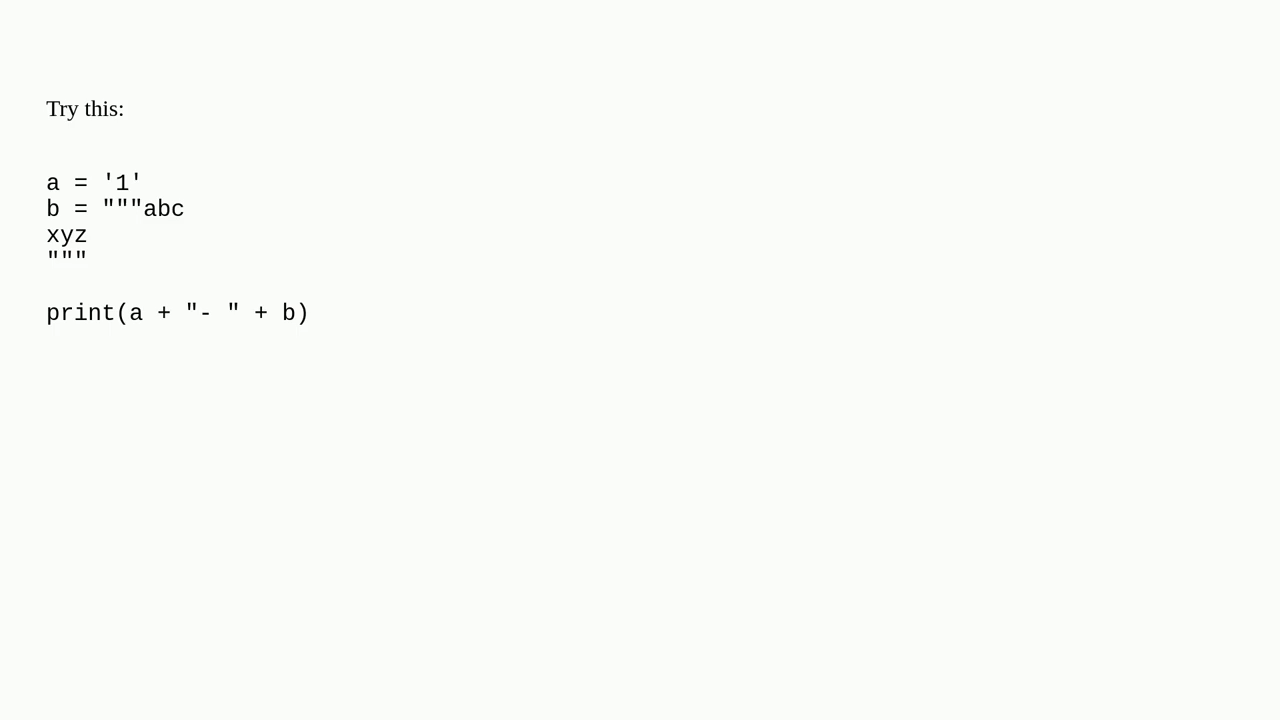 Try this:
a = '1'
b = """abc
xyz
"""
print(a + "- " + b)